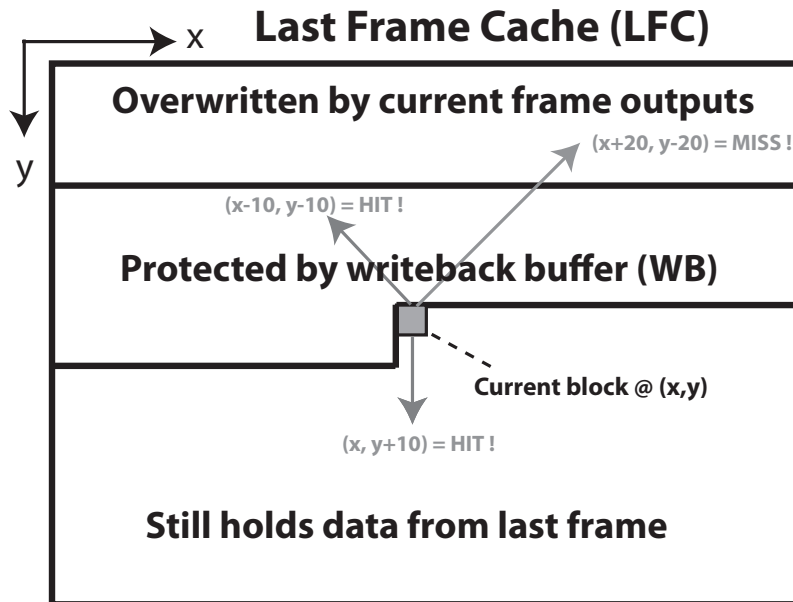 Last Frame Cache (LFC)
x
y
Overwritten by current frame outputs
(x+20, y-20) = MISS !
(x-10, y-10) = HIT !
Protected by writeback buffer (WB)
Current block @ (x,y)
(x, y+10) = HIT !
Still holds data from last frame